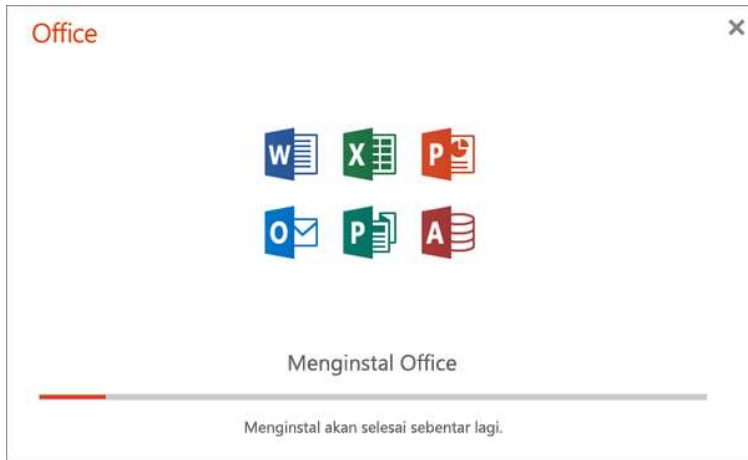 Office
W
X
P
O
P
A
Menginstal Office
Menginstal akan selesai sebentar lagi.